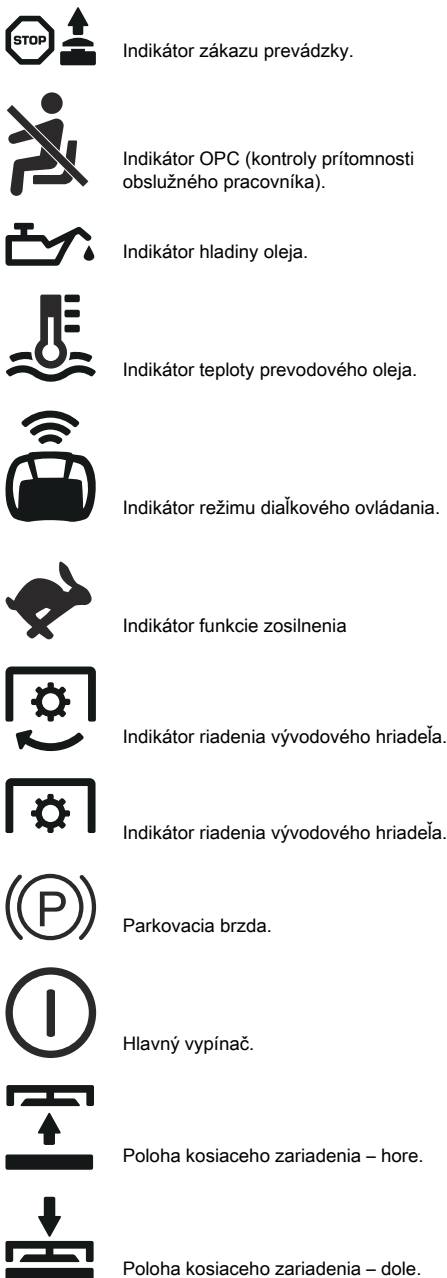 STOP
Indikátor zákazu prevádzky.
Indikátor OPC (kontroly prítomnosti
obslužného pracovníka).
Indikátor hladiny oleja.
Indikátor teploty prevodového oleja.
Indikátor režimu diaľkového ovládania.
Indikátor funkcie zosilnenia
Indikátor riadenia vývodového hriadeľa.
Indikátor riadenia vývodového hriadeľa.
P
Parkovacia brzda.
Hlavný vypínač.
Poloha kosiaceho zariadenia – hore.
Poloha kosiaceho zariadenia – dole.